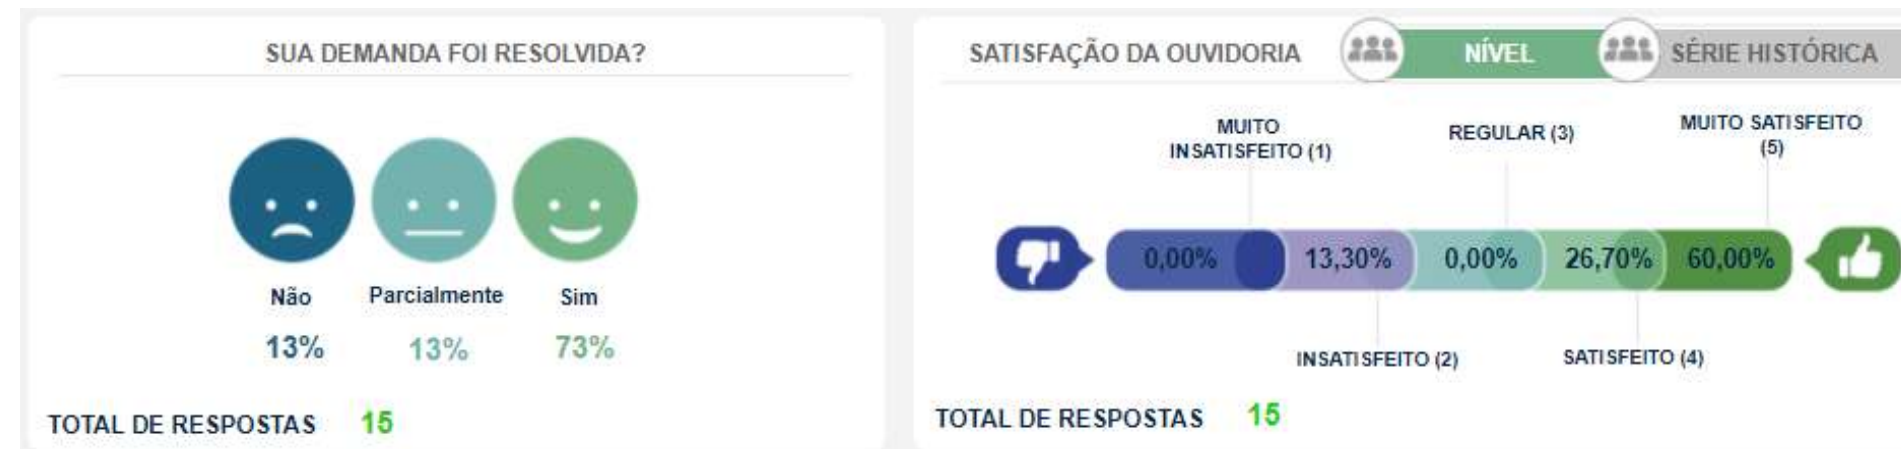 SUA DEMANDA FOI RESOLVIDA?
Não Parcialmente Sim
13% 13% 73%
TOTAL DE RESPOSTAS 15
SATISFAÇÃO DA OUVIDORIA NÍVEL SÉRIE HISTÓRICA
MUITO
INSATISFEITO (1)
REGULAR (3)
MUITO SATISFEITO
(5)
0,00% 13,30% 0,00% 26,70% 60,00%
INSATISFEITO (2) SATISFEITO (4)
TOTAL DE RESPOSTAS 15